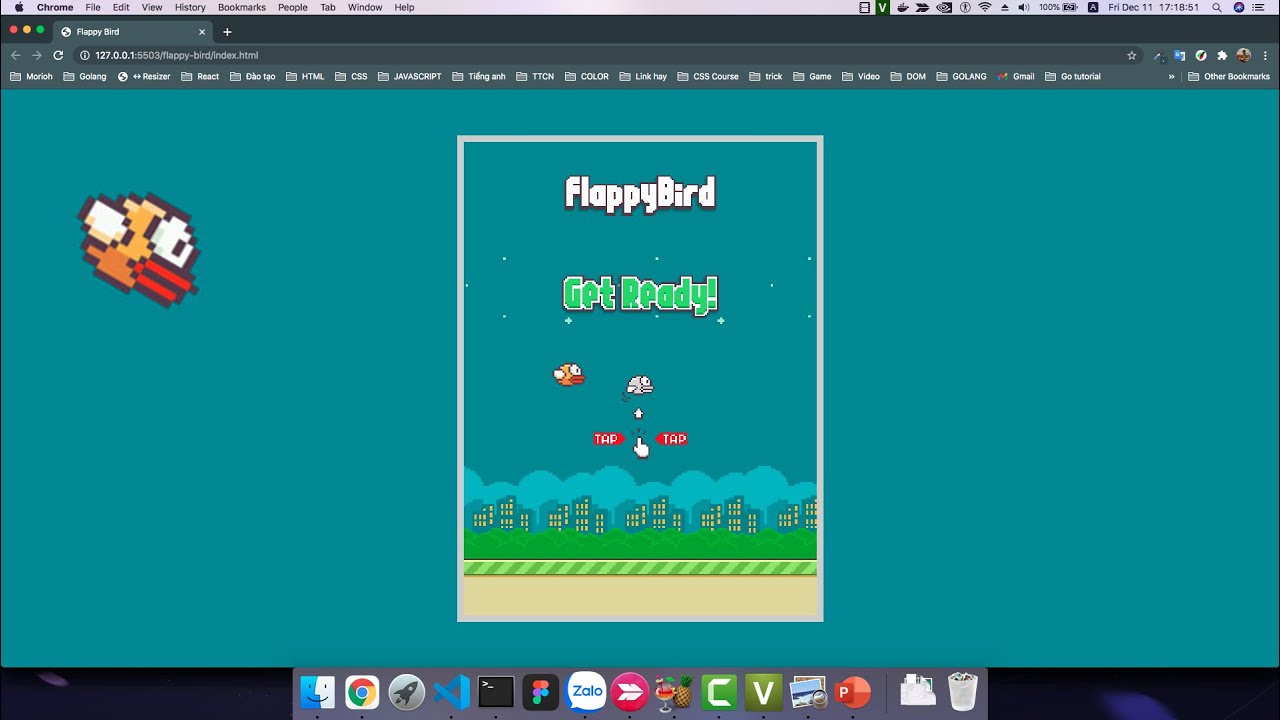 Chrome File Edit View History Bookmarks People Tab Window Help V 100% A Fri Dec 11 17:18:51
Flappy Bird
127.0.0.1:5503/flappy-bird/index.html
Morioh Golang ↔Resizer React Đào tạo HTML CSS JAVASCRIPT Tiếng anh TTCN COLOR Link hay CSS Course trick Game Video DOM GOLANG Gmail Go tutorial » Other Bookmarks
FlappyBird
Get Ready!
TAP TAP
>_ Zalo C V P